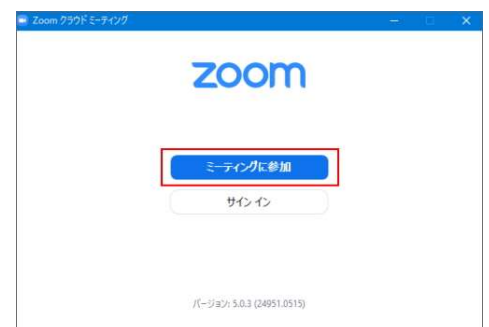 Zoom クラウド ミーティング
zoom
ミーティングに参加
サイン イン
バージョン: 5.0.3 (24951.0515)